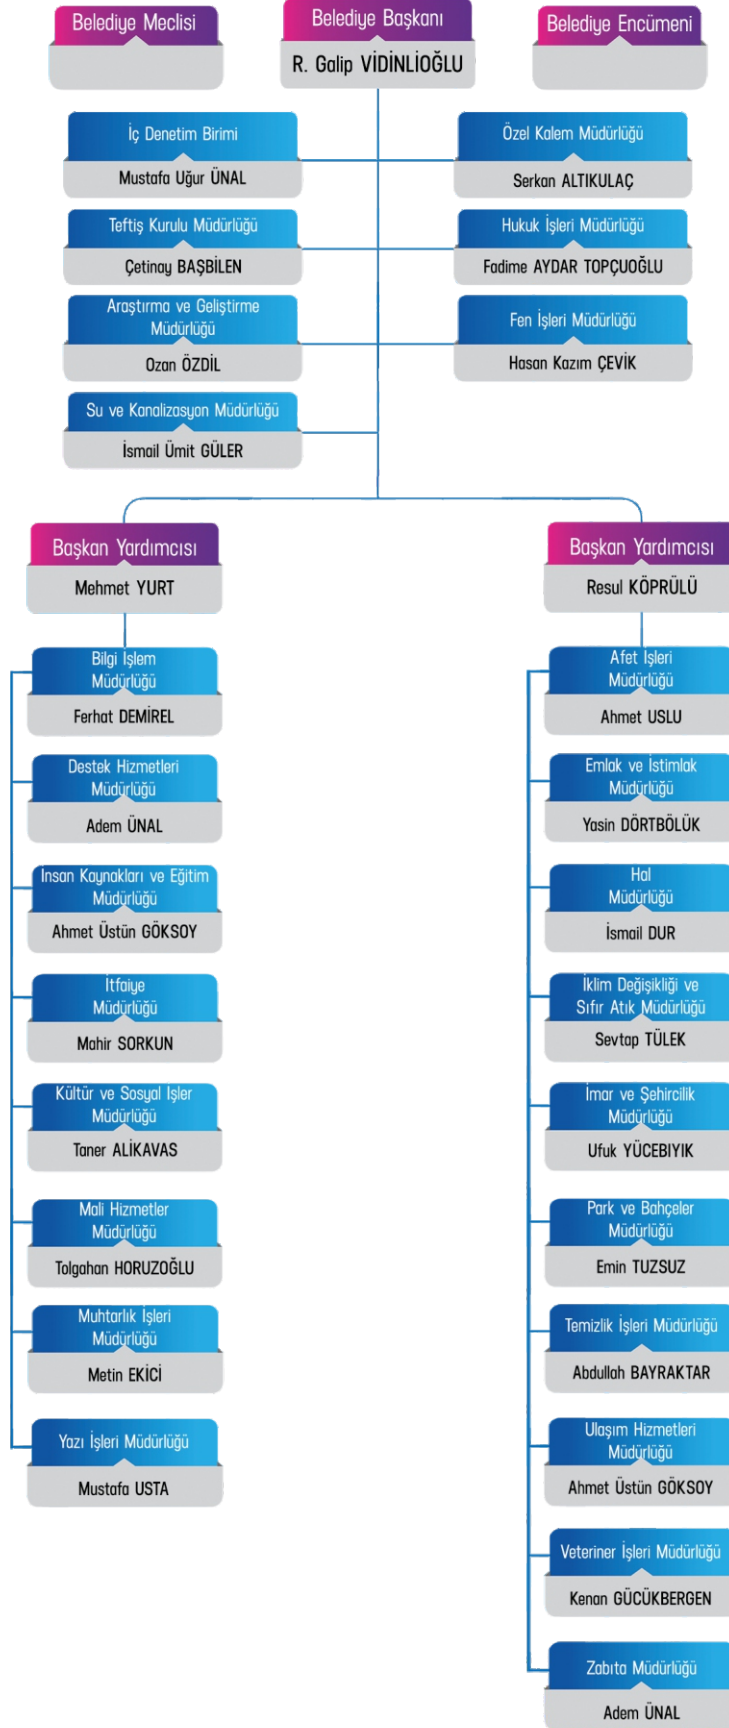 Belediye Meclisi
Belediye Başkanı
R. Galip VİDİNLİOĞLU
Belediye Encümeni
İç Denetim Birimi
Mustafa Uğur ÜNAL
Özel Kalem Müdürlüğü
Serkan ALTIKULAÇ
Teftiş Kurulu Müdürlüğü
Çetinay BAŞBİLEN
Hukuk İşleri Müdürlüğü
Fadime AYDAR TOPÇUOĞLU
Araştırma ve Geliştirme
Müdürlüğü
Ozan ÖZDİL
Fen İşleri Müdürlüğü
Hasan Kazım ÇEVİK
Su ve Kanalizasyon Müdürlüğü
İsmail Ümit GÜLER
Başkan Yardımcısı
Mehmet YURT
Bilgi İşlem
Müdürlüğü
Ferhat DEMİREL
Destek Hizmetleri
Müdürlüğü
Adem ÜNAL
İnsan Kaynakları ve Eğitim
Müdürlüğü
Ahmet Üstün GÖKSOY
İtfaiye
Müdürlüğü
Mahir SORKUN
Kültür ve Sosyal İşler
Müdürlüğü
Taner ALİKAVAS
Mali Hizmetler
Müdürlüğü
Tolgahan HORUZOĞLU
Muhtarlık İşleri
Müdürlüğü
Metin EKİCİ
Yazı İşleri Müdürlüğü
Mustafa USTA
Başkan Yardımcısı
Resul KÖPRÜLÜ
Afet İşleri
Müdürlüğü
Ahmet USLU
Emlak ve İstimlak
Müdürlüğü
Yasin DÖRTBÖLÜK
Hal
Müdürlüğü
İsmail DUR
İklim Değişikliği ve
Sıfır Atık Müdürlüğü
Sevtap TÜLEK
İmar ve Şehircilik
Müdürlüğü
Ufuk YÜCEBIYIK
Park ve Bahçeler
Müdürlüğü
Emin TUZSUZ
Temizlik İşleri Müdürlüğü
Abdullah BAYRAKTAR
Ulaşım Hizmetleri
Müdürlüğü
Ahmet Üstün GÖKSOY
Veteriner İşleri Müdürlüğü
Kenan GÜCÜKBERGEN
Zabıta Müdürlüğü
Adem ÜNAL